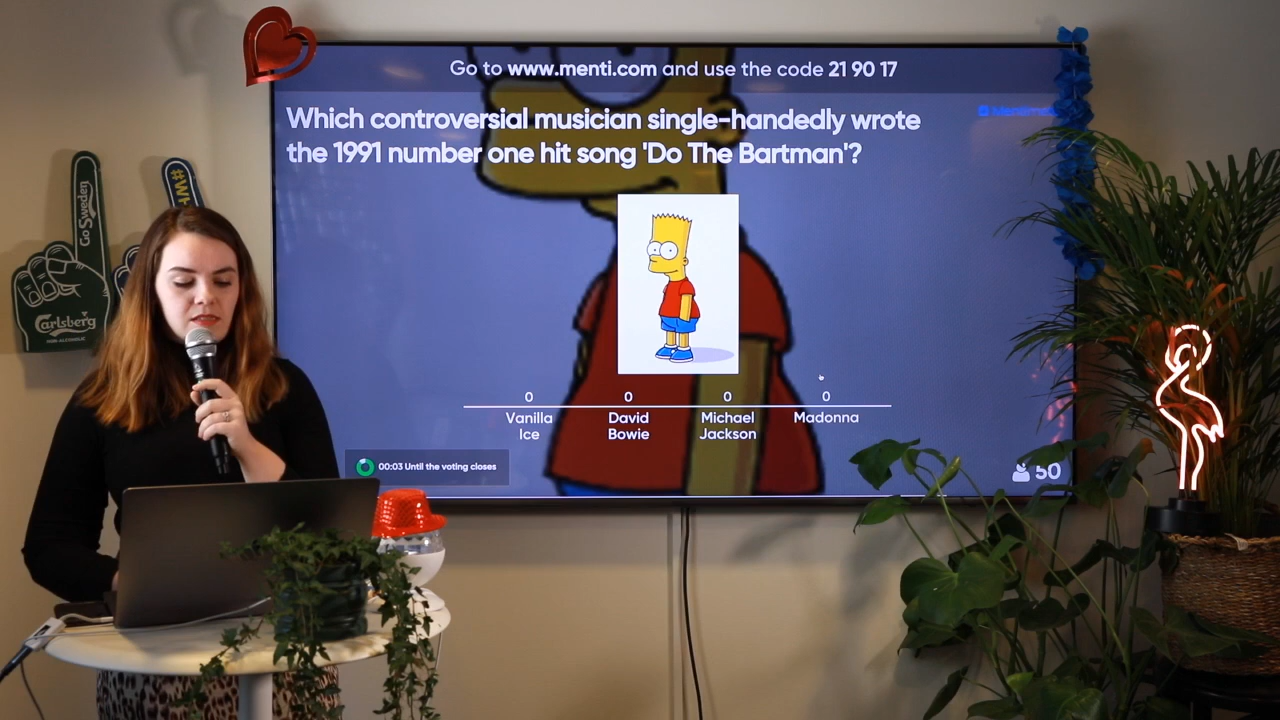 Go to www.menti.com and use the code 21 90 17
Which controversial musician single-handedly wrote
the 1991 number one hit song 'Do The Bartman'?
0
0
0
0
Vanilla
Ice
David
Bowie
Michael
Jackson
Madonna
00:03 Until the voting closes
50
Go Sweden
Carlsberg